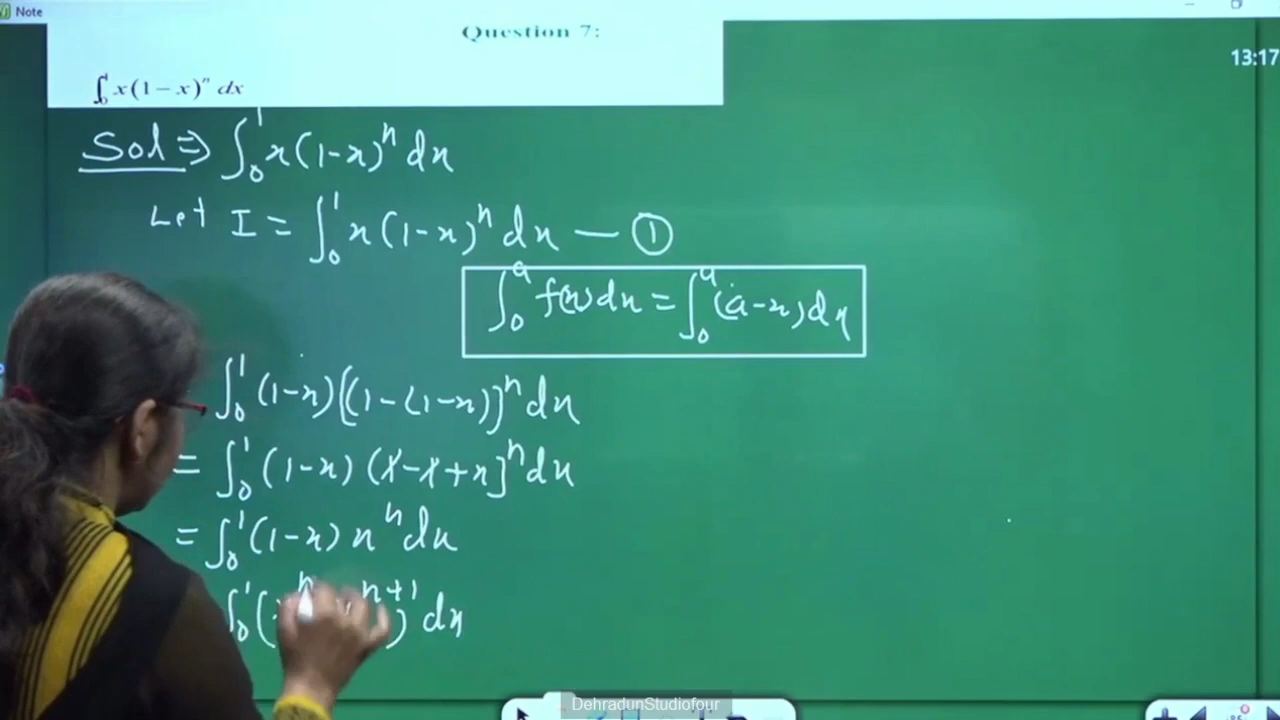 Note
Question 7:
13:17
∫₀¹ x(1−x)ⁿ dx
Sol ⇒ ∫₀¹ x(1-x)ⁿ dx
Let I = ∫₀¹ x(1-x)ⁿ dx — ①
∫₀ᵃ f(x)dx = ∫₀ᵃ (a-x)dx
∫₀¹ (1-x)[(1-(1-x)]ⁿ dx
= ∫₀¹ (1-x) (1-1+x]ⁿ dx
= ∫₀¹ (1-x) xⁿ dx
∫₀¹ ( ⁿ ⁿ⁺¹) dx
DehradunStudiofour